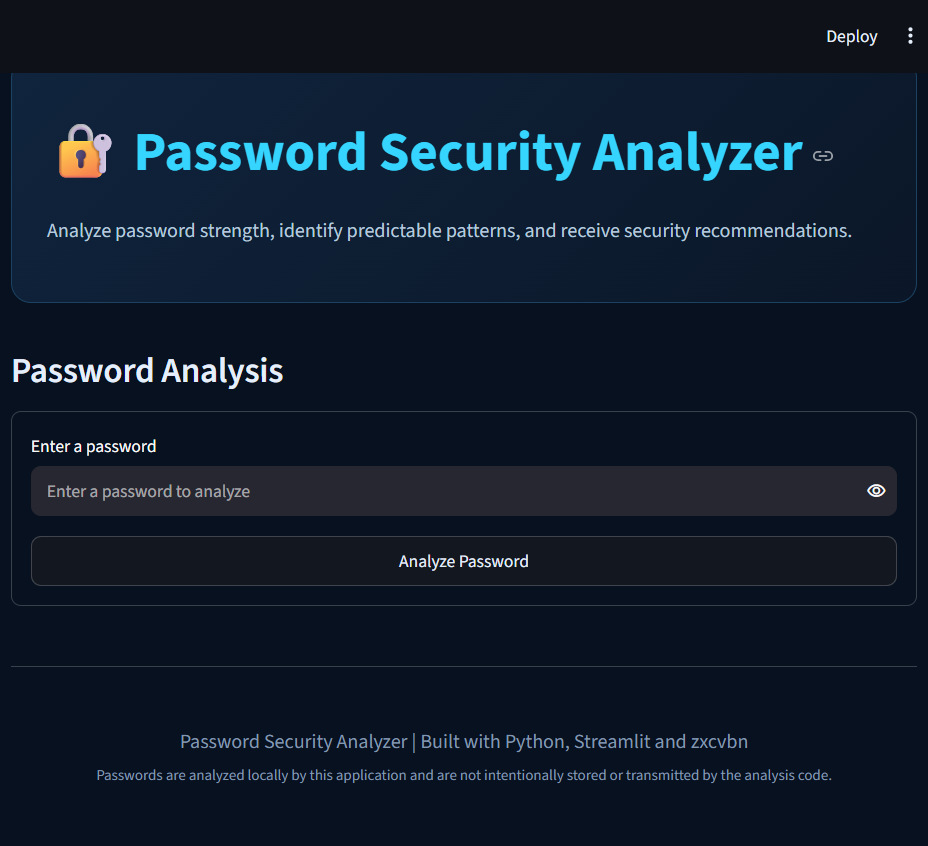 Deploy
Password Security Analyzer
Analyze password strength, identify predictable patterns, and receive security recommendations.
Password Analysis
Enter a password
Enter a password to analyze
Analyze Password
Password Security Analyzer | Built with Python, Streamlit and zxcvbn
Passwords are analyzed locally by this application and are not intentionally stored or transmitted by the analysis code.